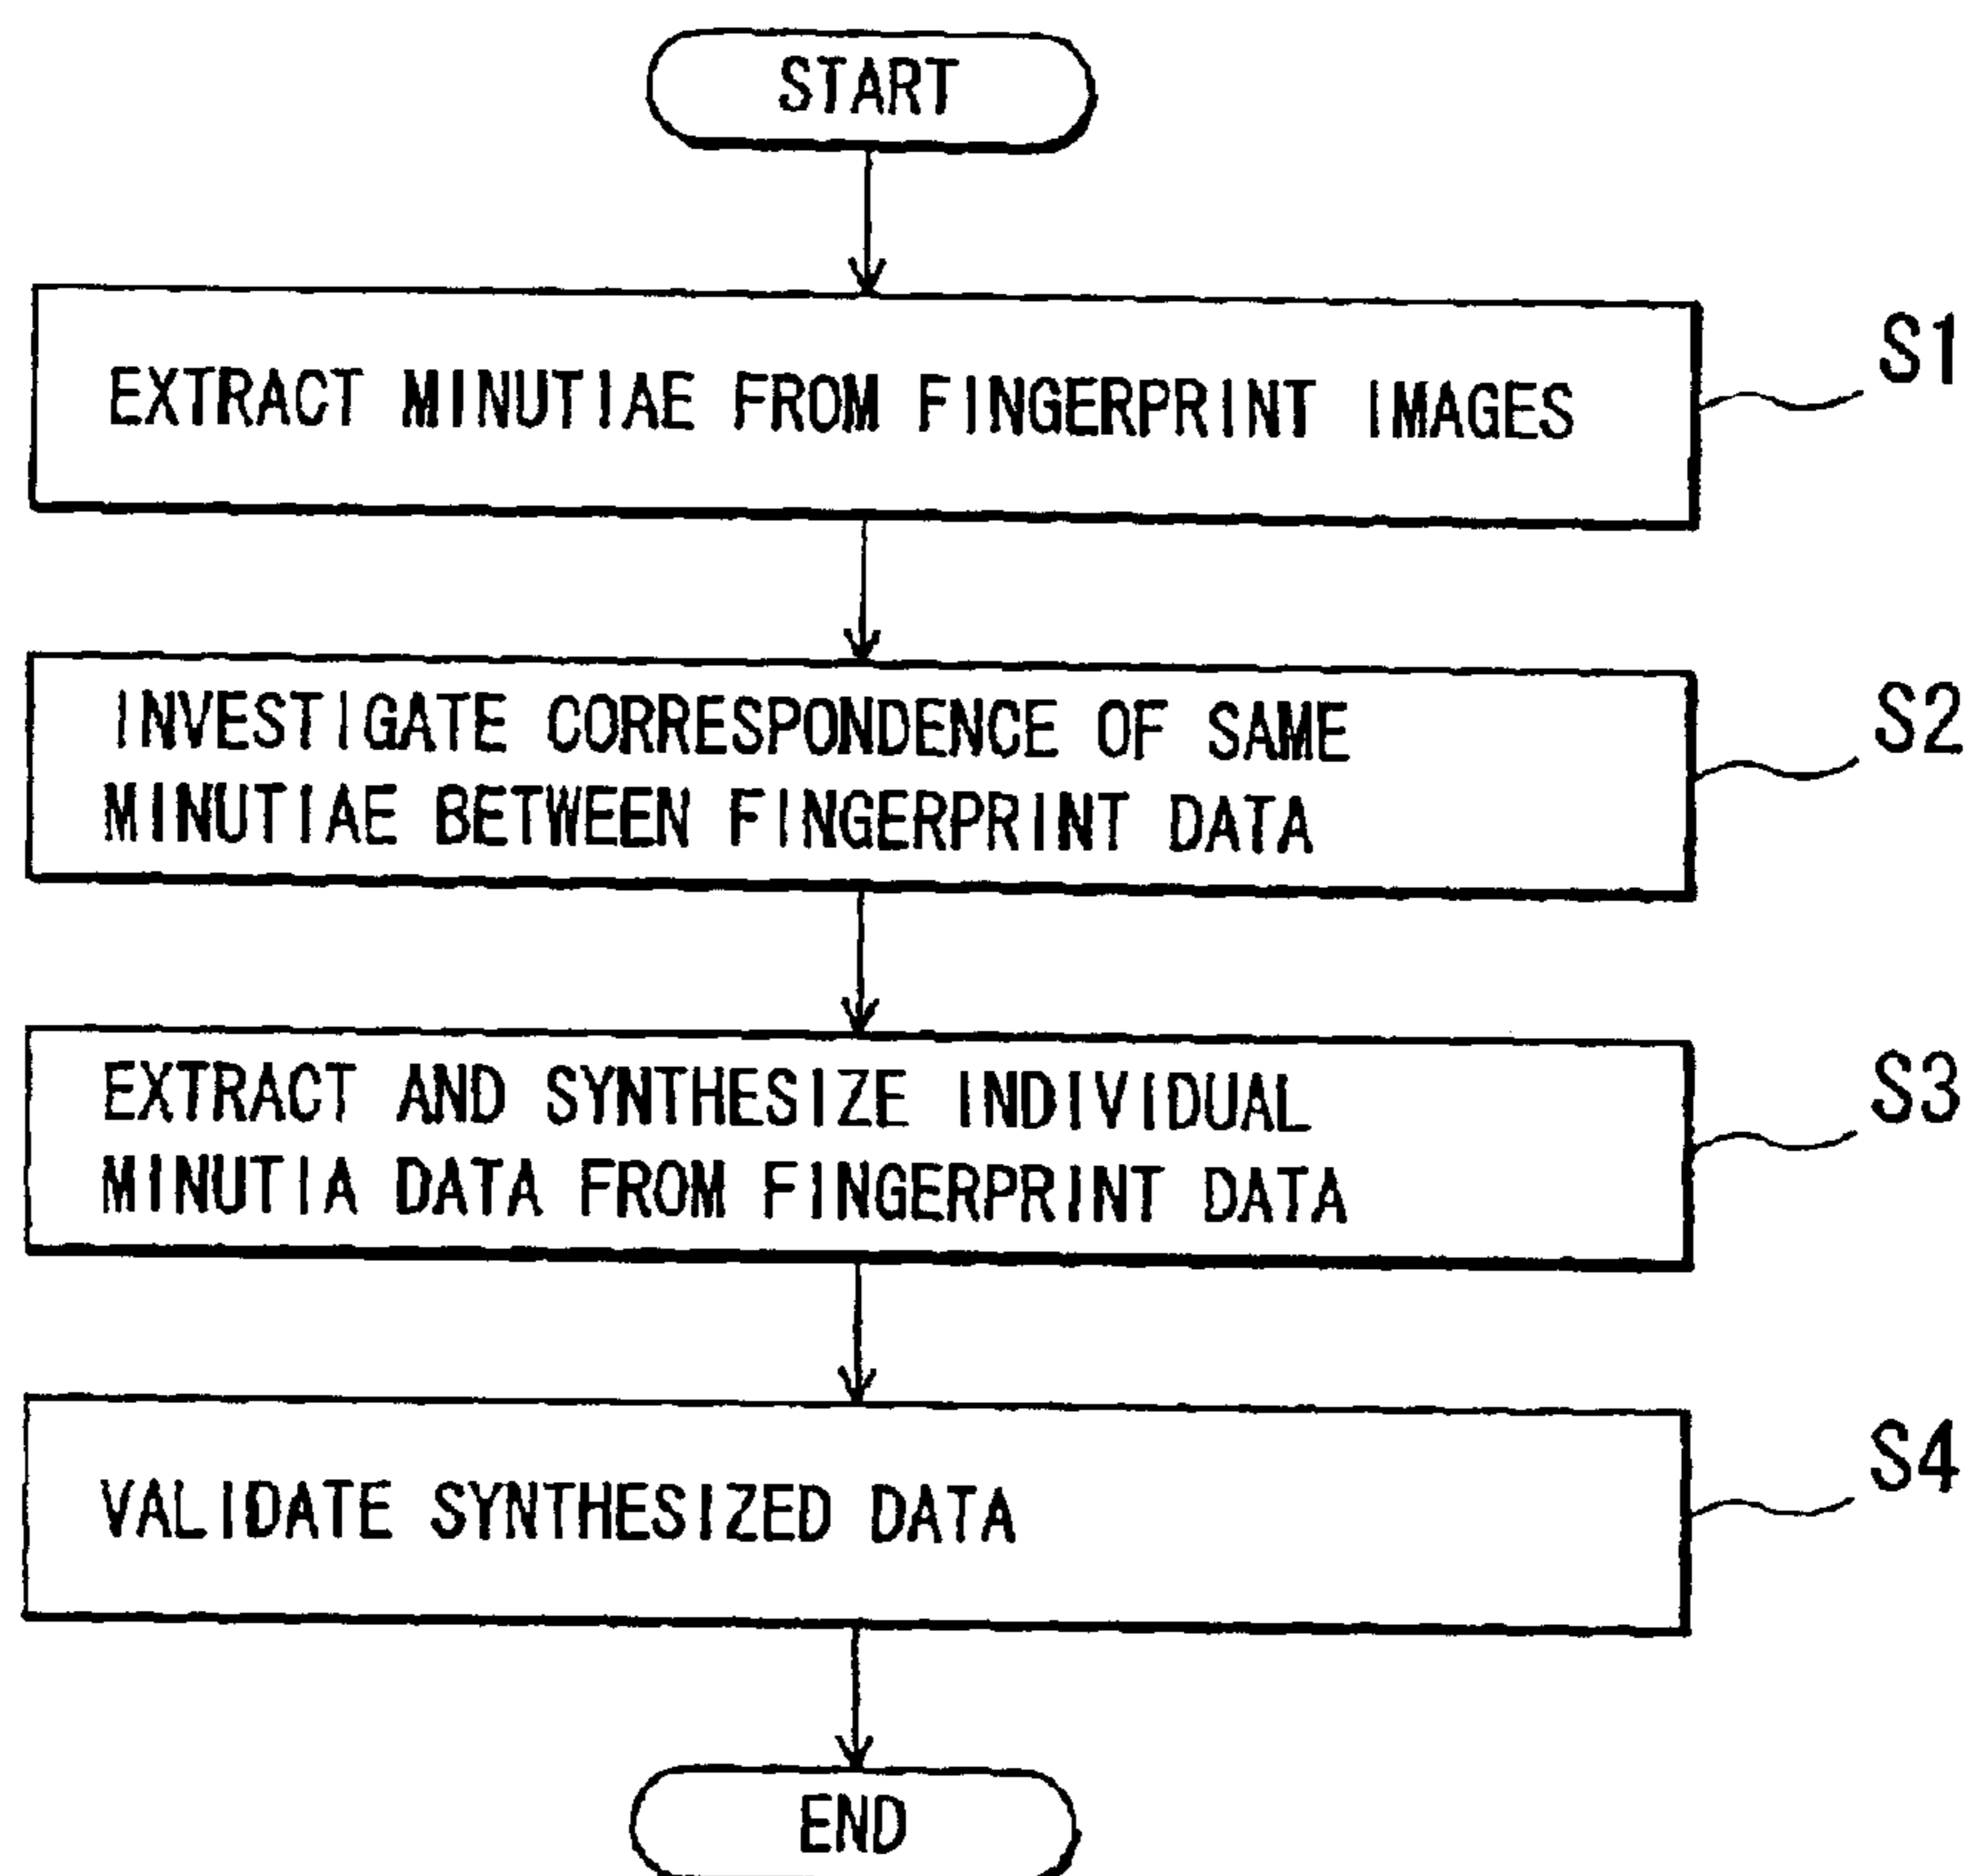 START
EXTRACT MINUTIAE FROM FINGERPRINT IMAGES
S1
INVESTIGATE CORRESPONDENCE OF SAME
MINUTIAE BETWEEN FINGERPRINT DATA
S2
EXTRACT AND SYNTHESIZE INDIVIDUAL
MINUTIA DATA FROM FINGERPRINT DATA
S3
VALIDATE SYNTHESIZED DATA
S4
END